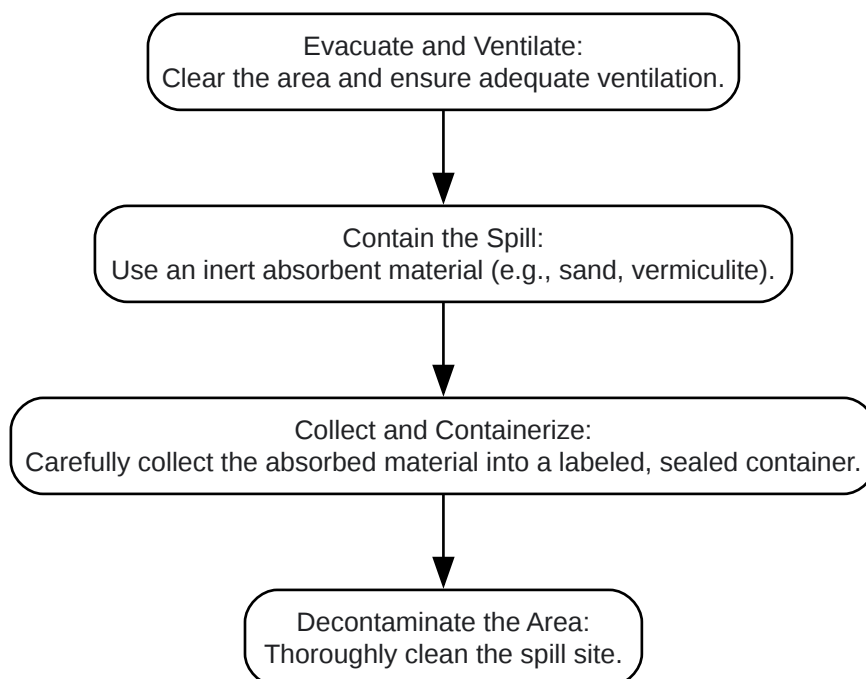 Evacuate and Ventilate:
Clear the area and ensure adequate ventilation.
Contain the Spill:
Use an inert absorbent material (e.g., sand, vermiculite).
Collect and Containerize:
Carefully collect the absorbed material into a labeled, sealed container.
Decontaminate the Area:
Thoroughly clean the spill site.